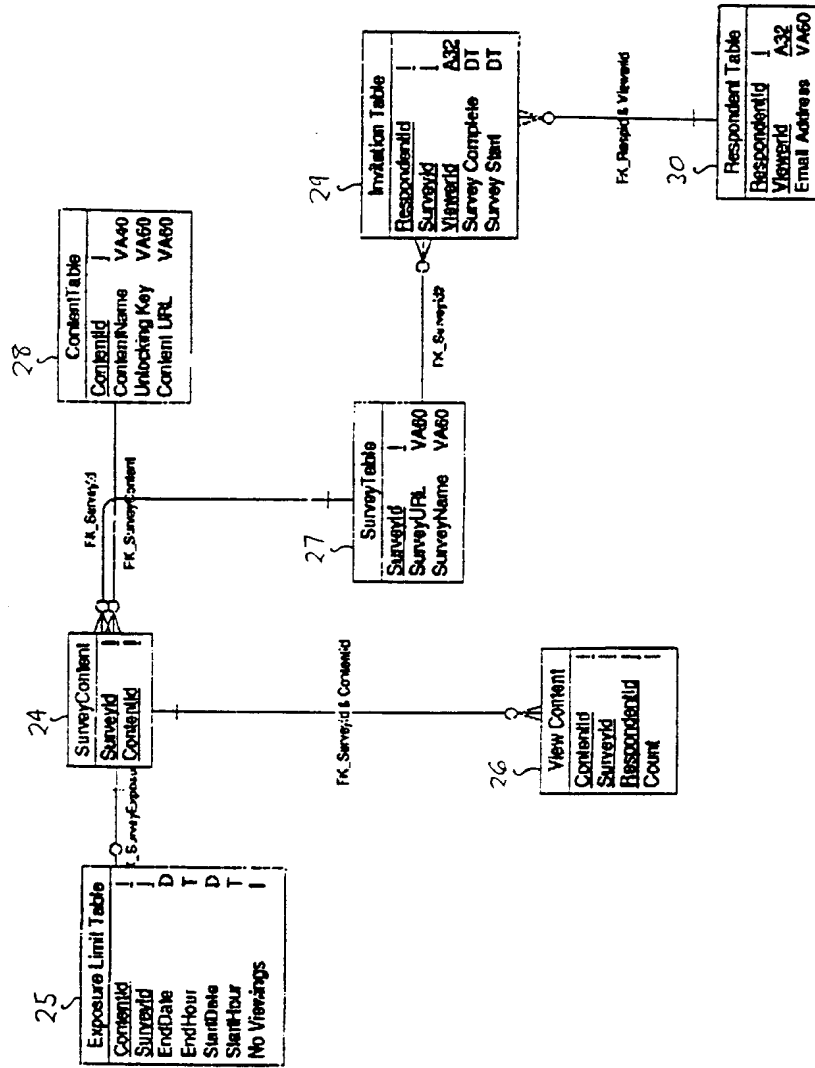 25
Exposure Limit Table
ContentId I
SurveyId I
EndDate D
EndHour T
StartDate D
StartHour T
No Viewings I
24
SurveyContent
SurveyId I
ContentId I
FK_SurveyId
FK_SurveyContent
28
ContentTable
ContentId I
ContentName VA40
Unlocking Key VA60
Content URL VA60
FK_SurveyId & ContentId
26
View Content
ContentId I
SurveyId I
RespondentId I
Count I
27
SurveyTable
SurveyId I
SurveyURL VA60
SurveyName VA60
29
Invitation Table
RespondentId I
SurveyId I
ViewerId A32
Survey Complete DT
Survey Start DT
FK_RespId & ViewerId
30
Respondent Table
RespondentId I
ViewerId A32
Email Address VA60